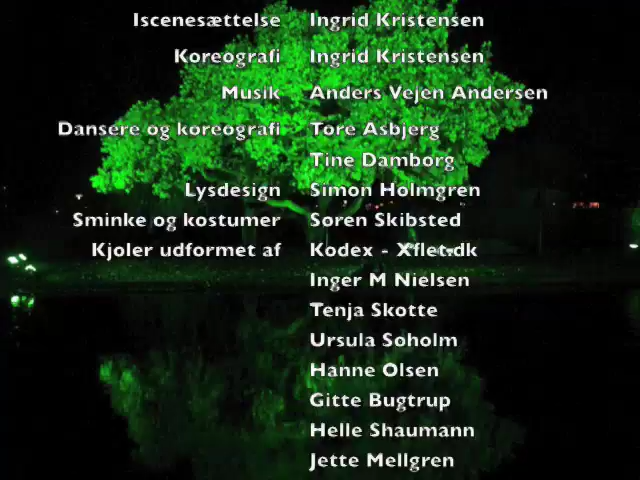 Iscenesættelse Ingrid Kristensen
Koreografi Ingrid Kristensen
Musik Anders Vejen Andersen
Dansere og koreografi Tore Asbjerg
Tine Damborg
Lysdesign Simon Holmgren
Sminke og kostumer Søren Skibsted
Kjoler udformet af Kodex - Xflet.dk
Inger M Nielsen
Tenja Skotte
Ursula Søholm
Hanne Olsen
Gitte Bugtrup
Helle Shaumann
Jette Mellgren